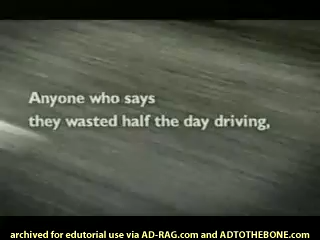 Anyone who says
they wasted half the day driving,
archived for edutorial use via AD-RAG.com and ADTOTHEBONE.com